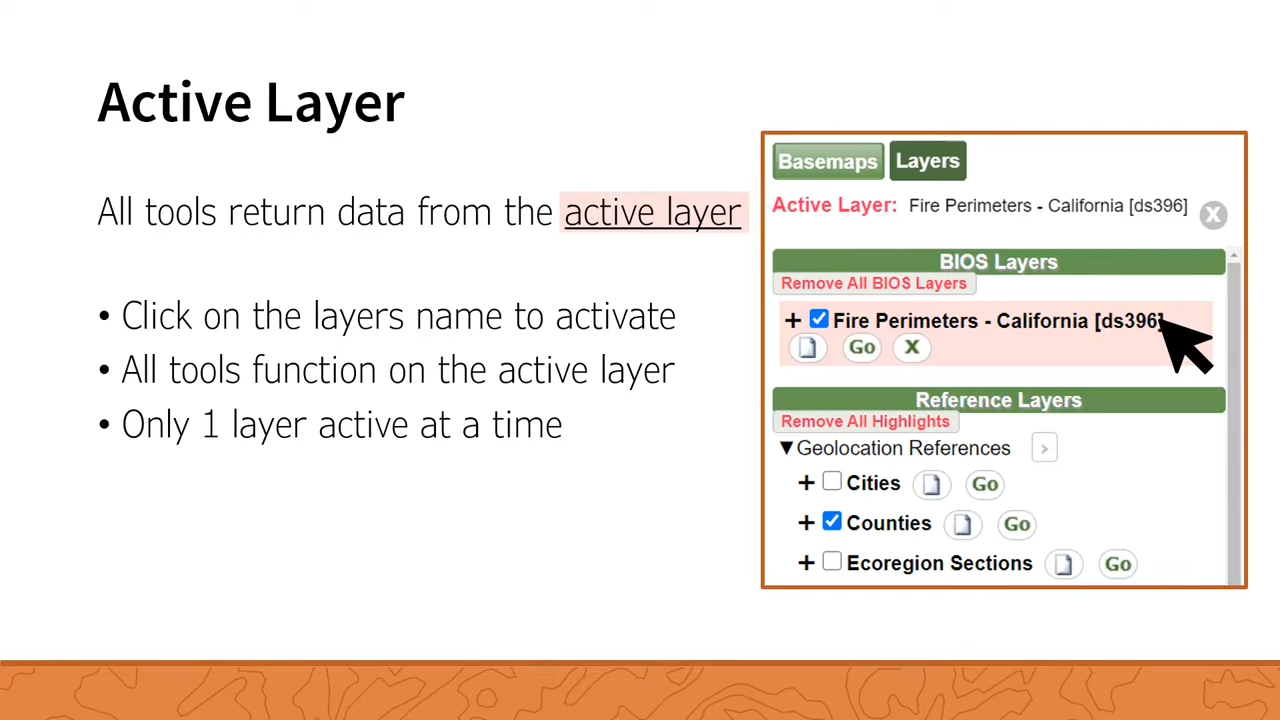 Active Layer
All tools return data from the active layer
• Click on the layers name to activate
• All tools function on the active layer
• Only 1 layer active at a time
Basemaps Layers
Active Layer: Fire Perimeters - California [ds396] X
BIOS Layers
Remove All BIOS Layers
+ Fire Perimeters - California [ds396]
Go X
Reference Layers
Remove All Highlights
▼Geolocation References >
+ Cities Go
+ Counties Go
+ Ecoregion Sections Go